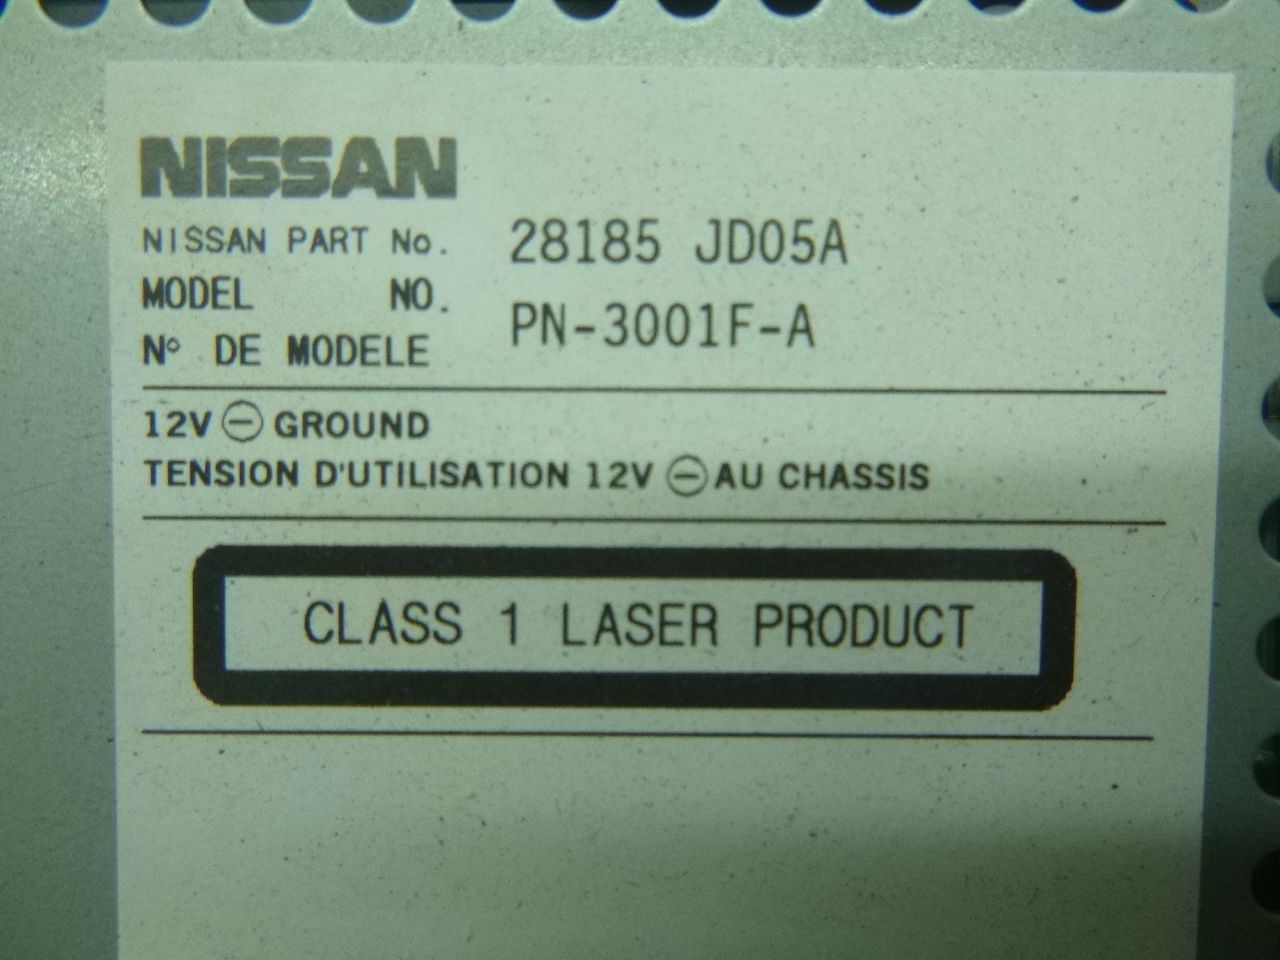 NISSAN
NISSAN PART No. 28185 JD05A
MODEL NO. PN-3001F-A
N° DE MODELE
12V ⊖ GROUND
TENSION D'UTILISATION 12V ⊖ AU CHASSIS
CLASS 1 LASER PRODUCT